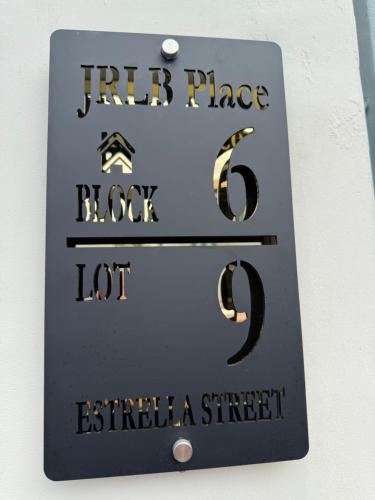 JRLB Place
BLOCK 6
LOT 9
ESTRELLA STREET